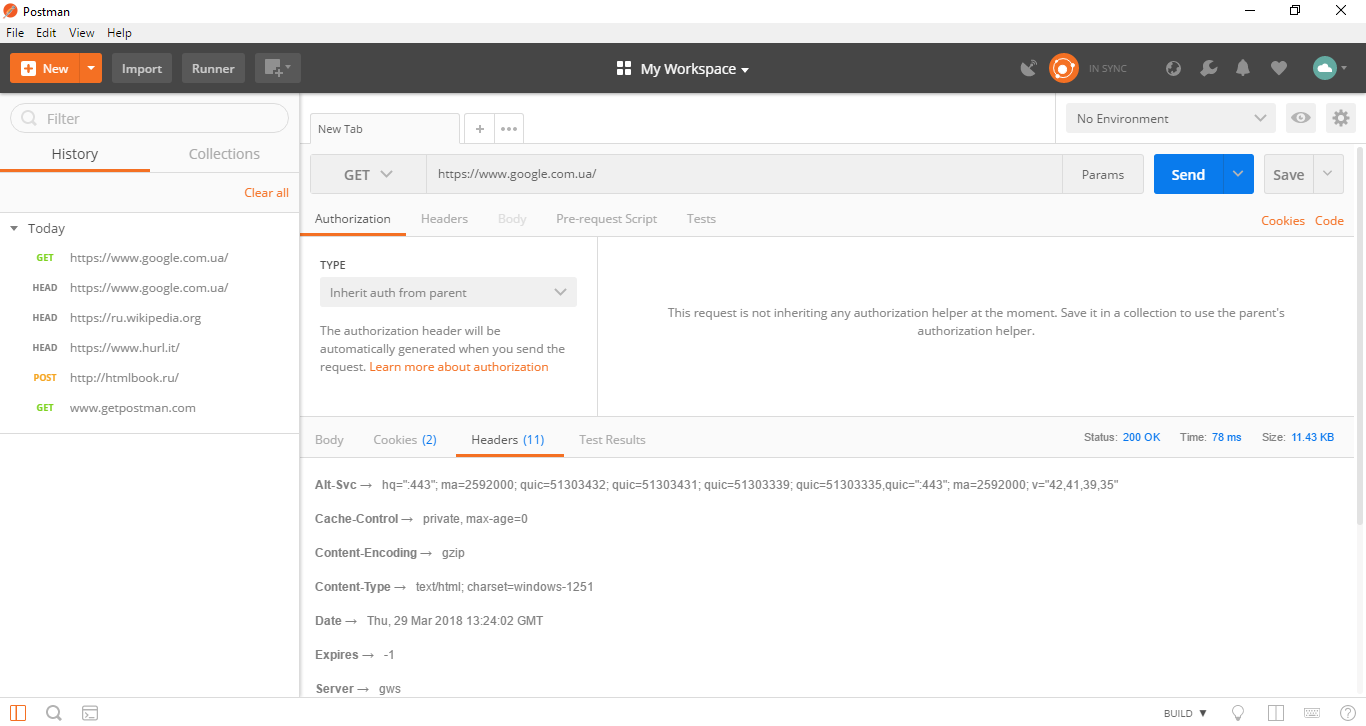 Postman
File Edit View Help
New Import Runner My Workspace IN SYNC
Filter
History Collections
Clear all
Today
GET https://www.google.com.ua/
HEAD https://www.google.com.ua/
HEAD https://ru.wikipedia.org
HEAD https://www.hurl.it/
POST http://htmlbook.ru/
GET www.getpostman.com
New Tab + ••• No Environment
GET https://www.google.com.ua/ Params Send Save
Authorization Headers Body Pre-request Script Tests Cookies Code
TYPE
Inherit auth from parent
The authorization header will be
automatically generated when you send the
request. Learn more about authorization
This request is not inheriting any authorization helper at the moment. Save it in a collection to use the parent's
authorization helper.
Body Cookies (2) Headers (11) Test Results Status: 200 OK Time: 78 ms Size: 11.43 KB
Alt-Svc → hq=":443"; ma=2592000; quic=51303432; quic=51303431; quic=51303339; quic=51303335,quic=":443"; ma=2592000; v="42,41,39,35"
Cache-Control → private, max-age=0
Content-Encoding → gzip
Content-Type → text/html; charset=windows-1251
Date → Thu, 29 Mar 2018 13:24:02 GMT
Expires → -1
Server → gws
BUILD ▼